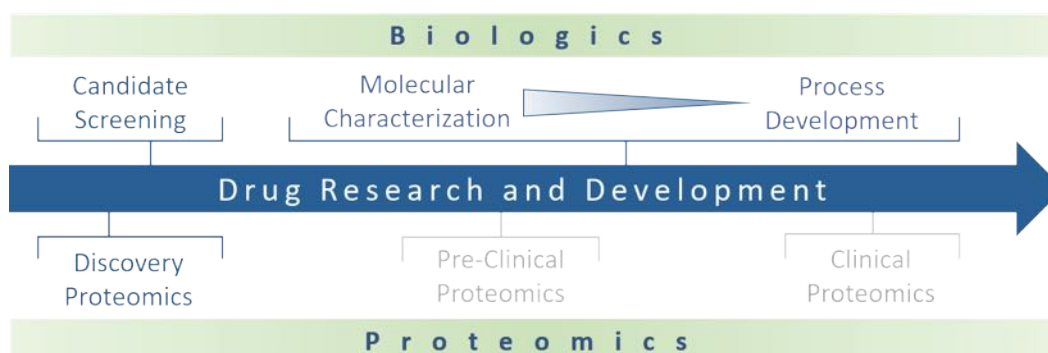 Biologics
Candidate
Screening
Molecular
Characterization
Process
Development
Drug Research and Development
Discovery
Proteomics
Pre-Clinical
Proteomics
Clinical
Proteomics
Proteomics